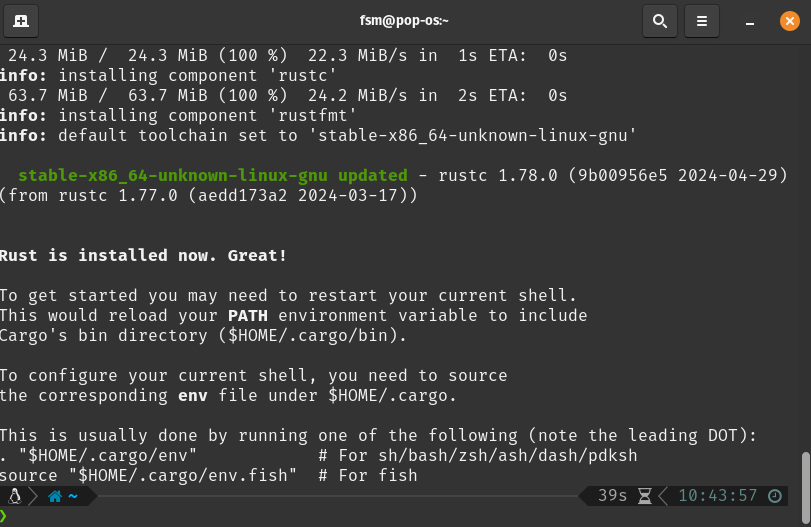 fsm@pop-os:~
24.3 MiB /  24.3 MiB (100 %)  22.3 MiB/s in  1s ETA:  0s
info: installing component 'rustc'
63.7 MiB /  63.7 MiB (100 %)  24.2 MiB/s in  2s ETA:  0s
info: installing component 'rustfmt'
info: default toolchain set to 'stable-x86_64-unknown-linux-gnu'
stable-x86_64-unknown-linux-gnu updated - rustc 1.78.0 (9b00956e5 2024-04-29)
(from rustc 1.77.0 (aedd173a2 2024-03-17))
Rust is installed now. Great!
To get started you may need to restart your current shell.
This would reload your PATH environment variable to include
Cargo's bin directory ($HOME/.cargo/bin).
To configure your current shell, you need to source
the corresponding env file under $HOME/.cargo.
This is usually done by running one of the following (note the leading DOT):
. "$HOME/.cargo/env"            # For sh/bash/zsh/ash/dash/pdksh
source "$HOME/.cargo/env.fish"  # For fish
~ 39s 10:43:57
❯